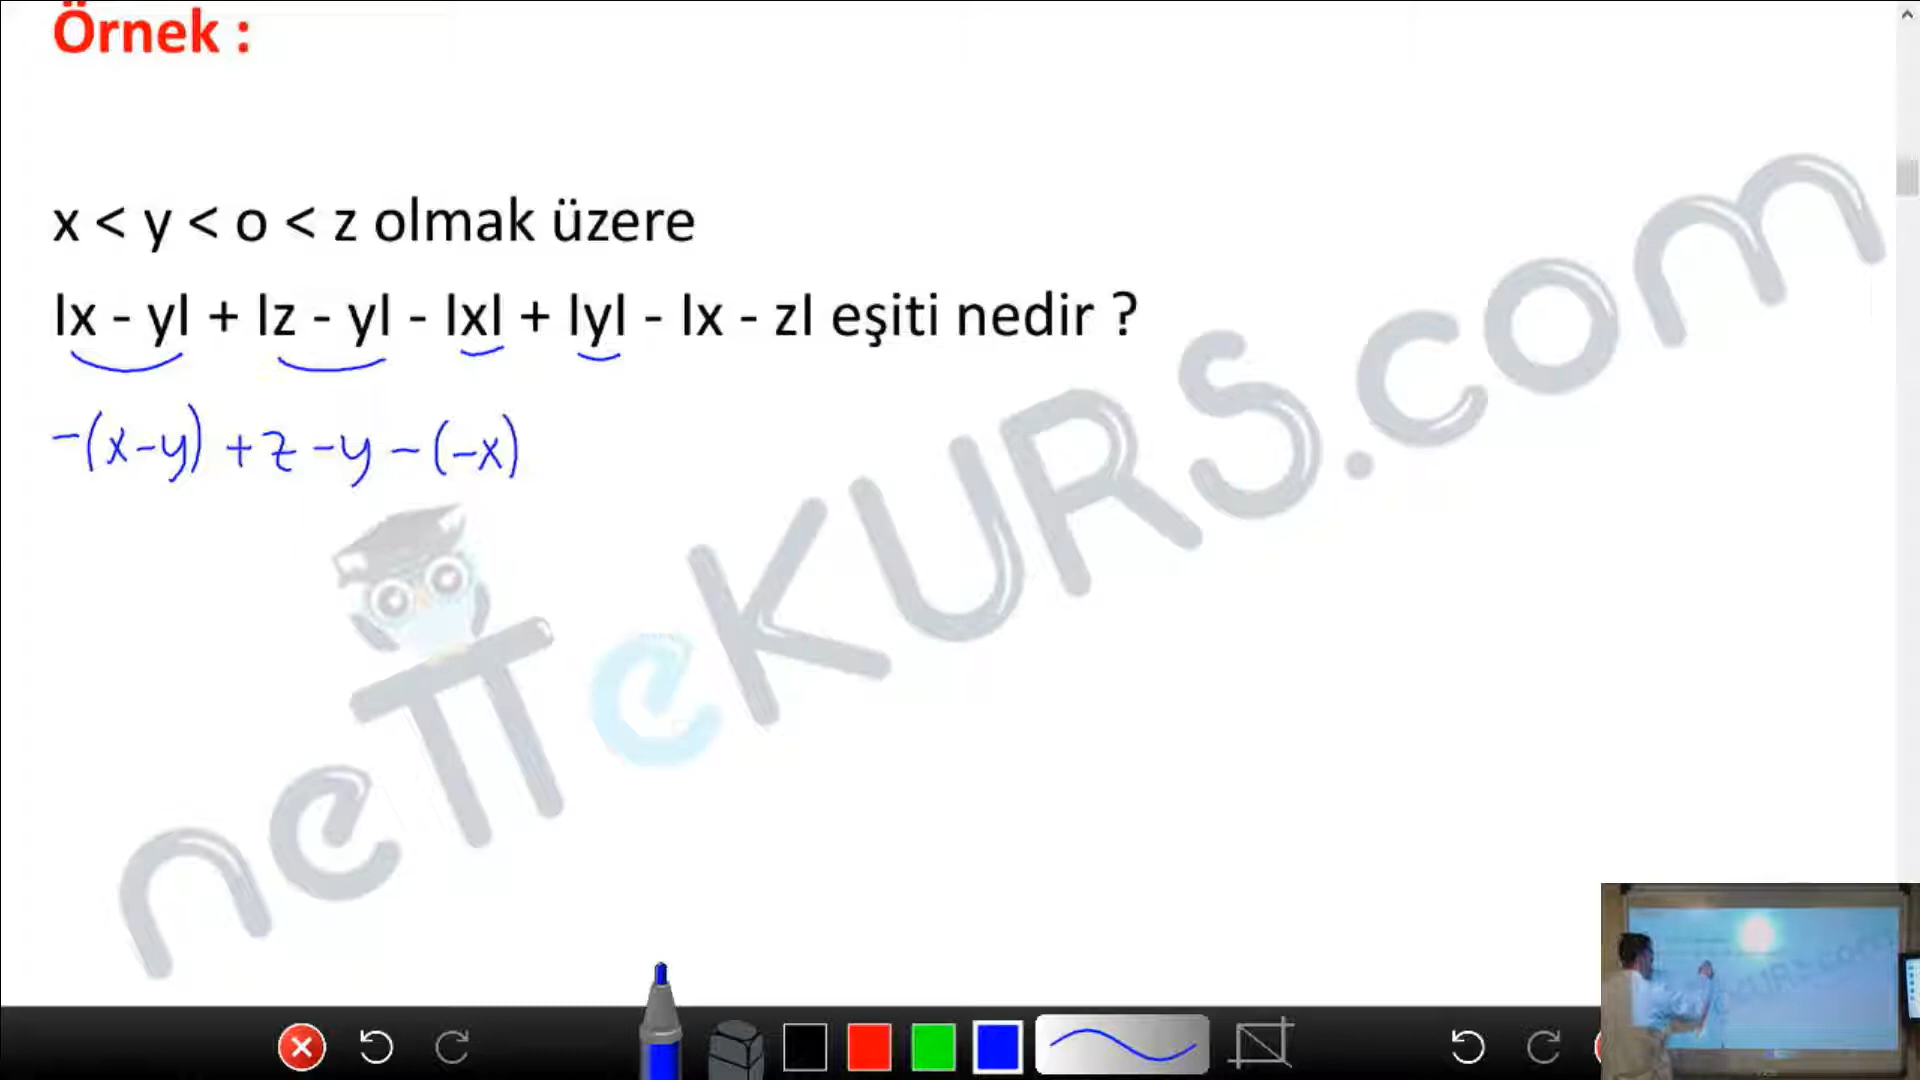 Örnek :
x < y < o < z olmak üzere
lx - yl + lz - yl - lxl + lyl - lx - zl eşiti nedir ?
-(x-y) +z -y -(-x)
neTTeKURS.com